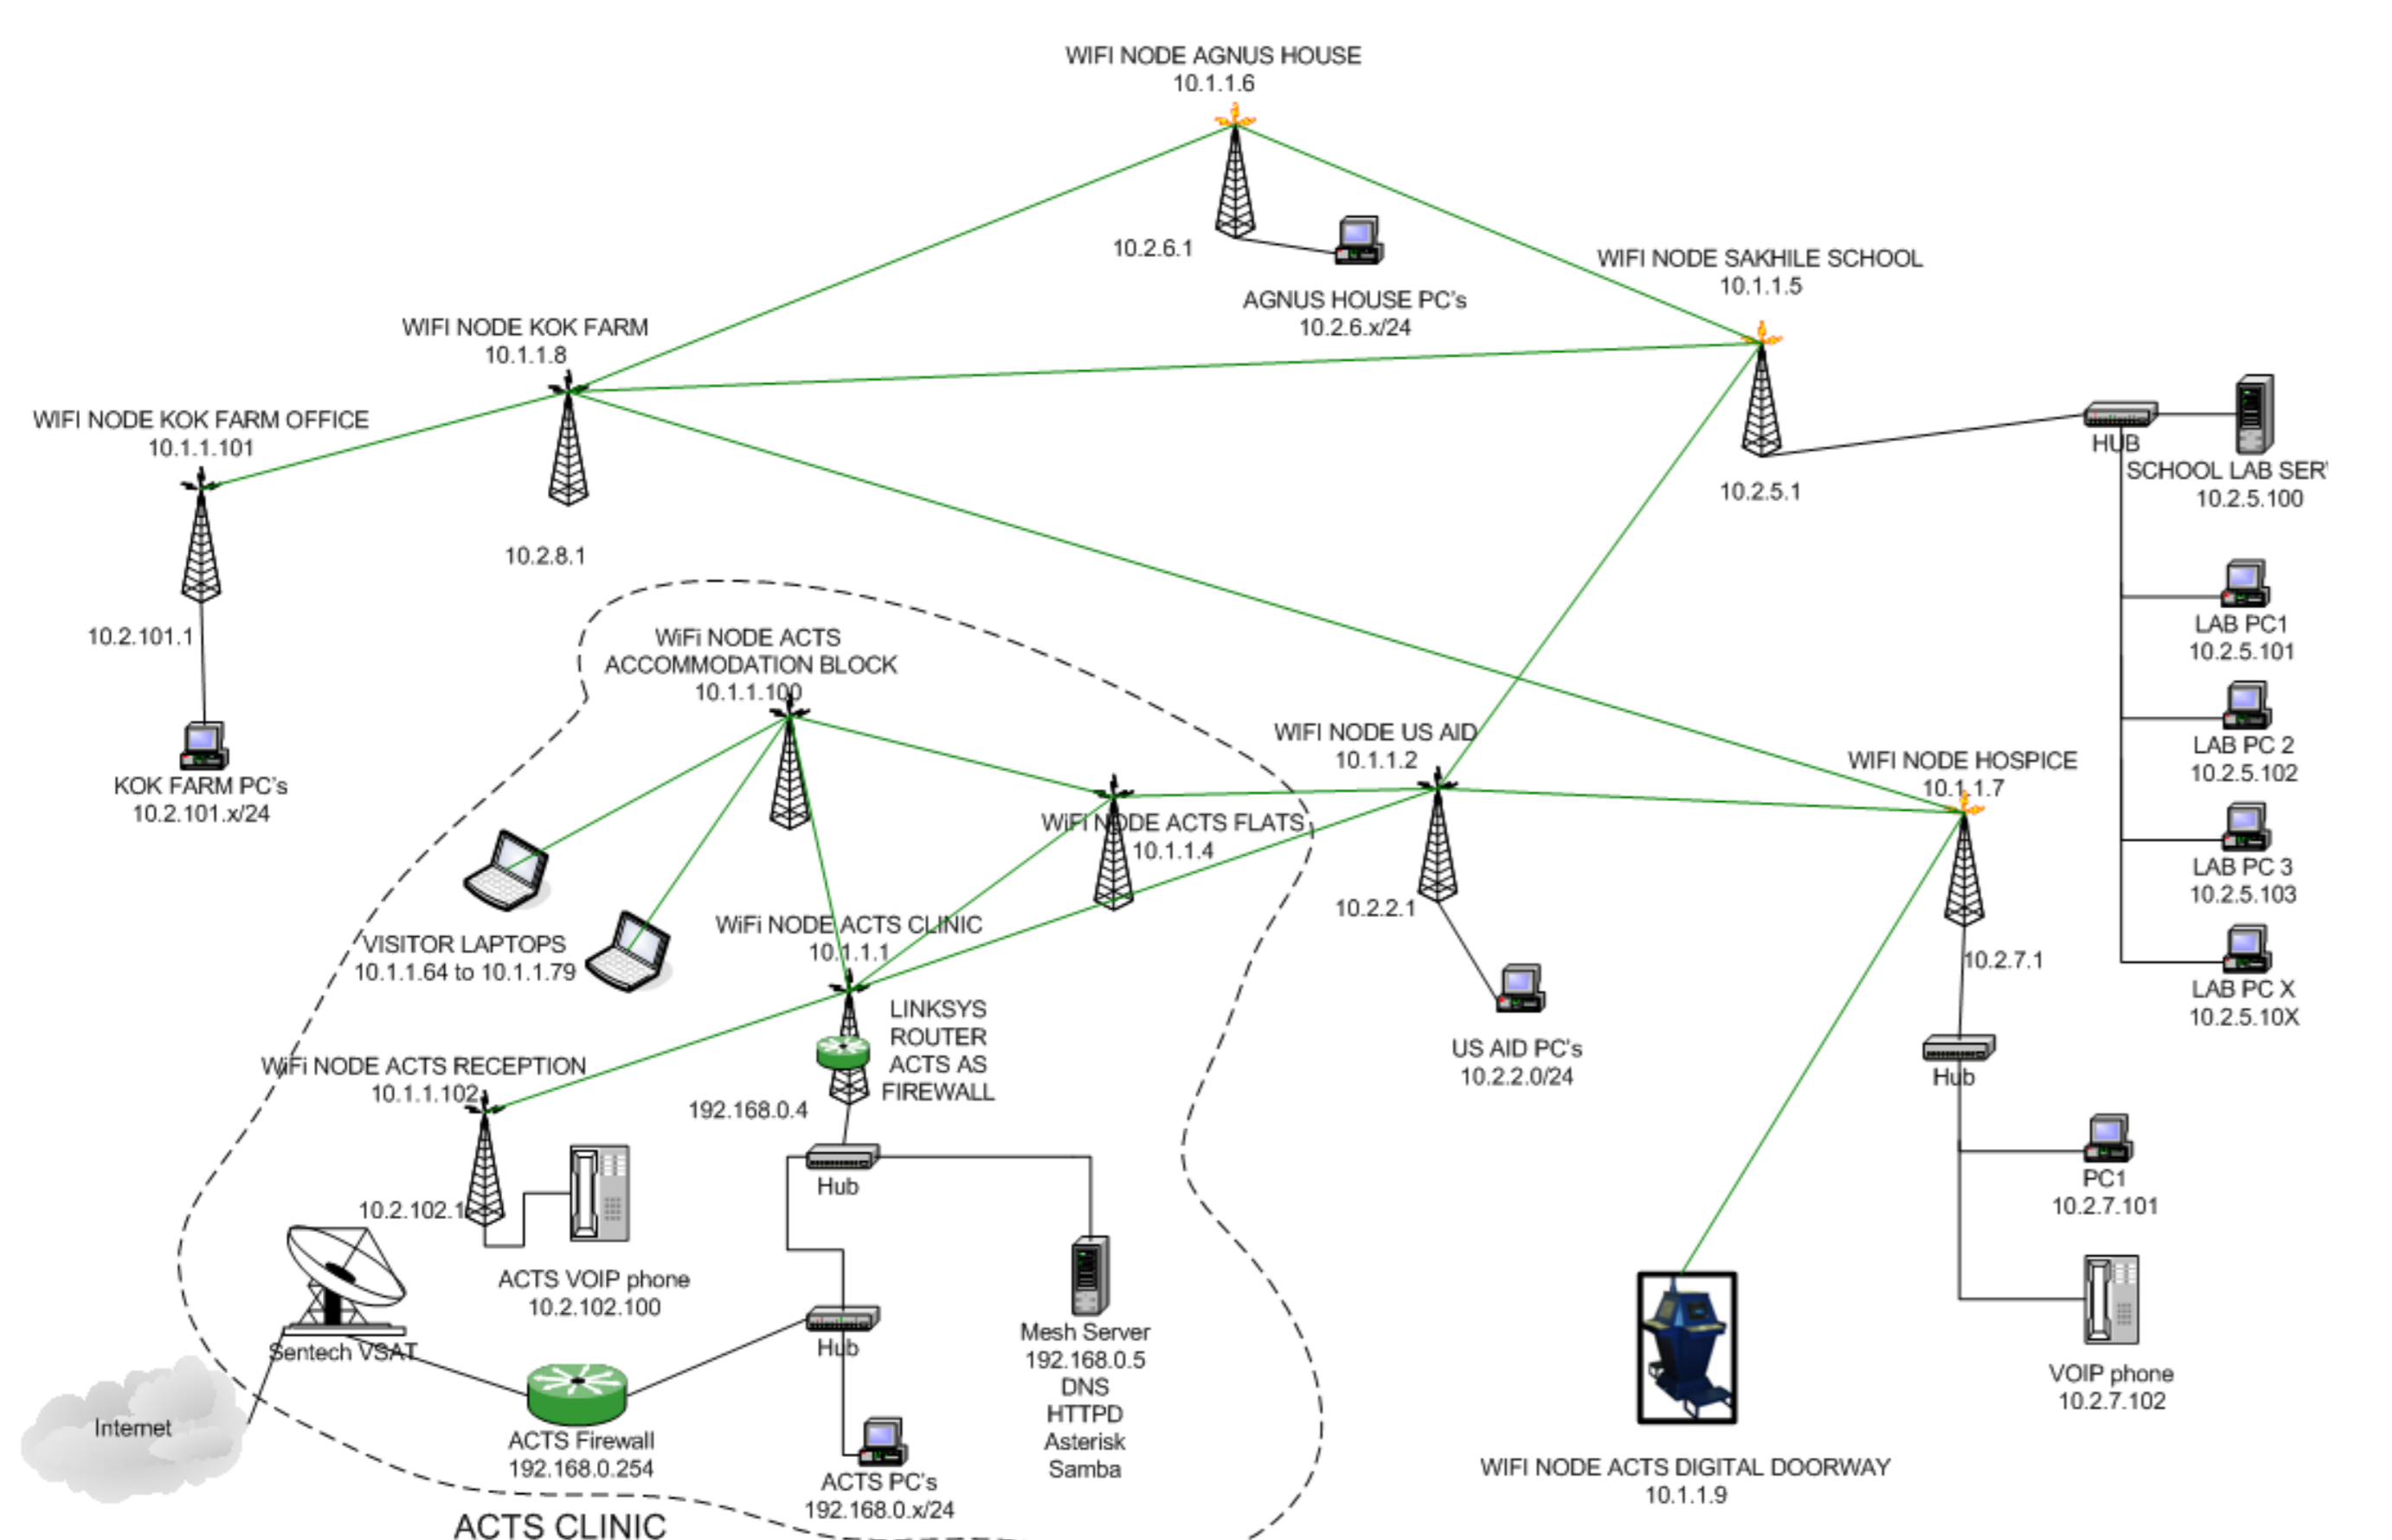 WIFI NODE AGNUS HOUSE
10.1.1.6
10.2.6.1
AGNUS HOUSE PC's
10.2.6.x/24
WIFI NODE SAKHILE SCHOOL
10.1.1.5
10.2.5.1
WIFI NODE KOK FARM
10.1.1.8
10.2.8.1
WIFI NODE KOK FARM OFFICE
10.1.1.101
10.2.101.1
KOK FARM PC's
10.2.101.x/24
HUB
SCHOOL LAB SER
10.2.5.100
LAB PC1
10.2.5.101
LAB PC 2
10.2.5.102
LAB PC 3
10.2.5.103
LAB PC X
10.2.5.10X
WiFi NODE ACTS
ACCOMMODATION BLOCK
10.1.1.100
VISITOR LAPTOPS
10.1.1.64 to 10.1.1.79
WiFi NODE ACTS FLATS
10.1.1.4
WIFI NODE US AID
10.1.1.2
10.2.2.1
US AID PC's
10.2.2.0/24
WIFI NODE HOSPICE
10.1.1.7
10.2.7.1
Hub
PC1
10.2.7.101
VOIP phone
10.2.7.102
WIFI NODE ACTS DIGITAL DOORWAY
10.1.1.9
WiFi NODE ACTS CLINIC
10.1.1.1
LINKSYS
ROUTER
ACTS AS
FIREWALL
192.168.0.4
Hub
WiFi NODE ACTS RECEPTION
10.1.1.102
10.2.102.1
ACTS VOIP phone
10.2.102.100
Hub
Mesh Server
192.168.0.5
DNS
HTTPD
Asterisk
Samba
Sentech VSAT
Internet
ACTS Firewall
192.168.0.254
ACTS PC's
192.168.0.x/24
ACTS CLINIC